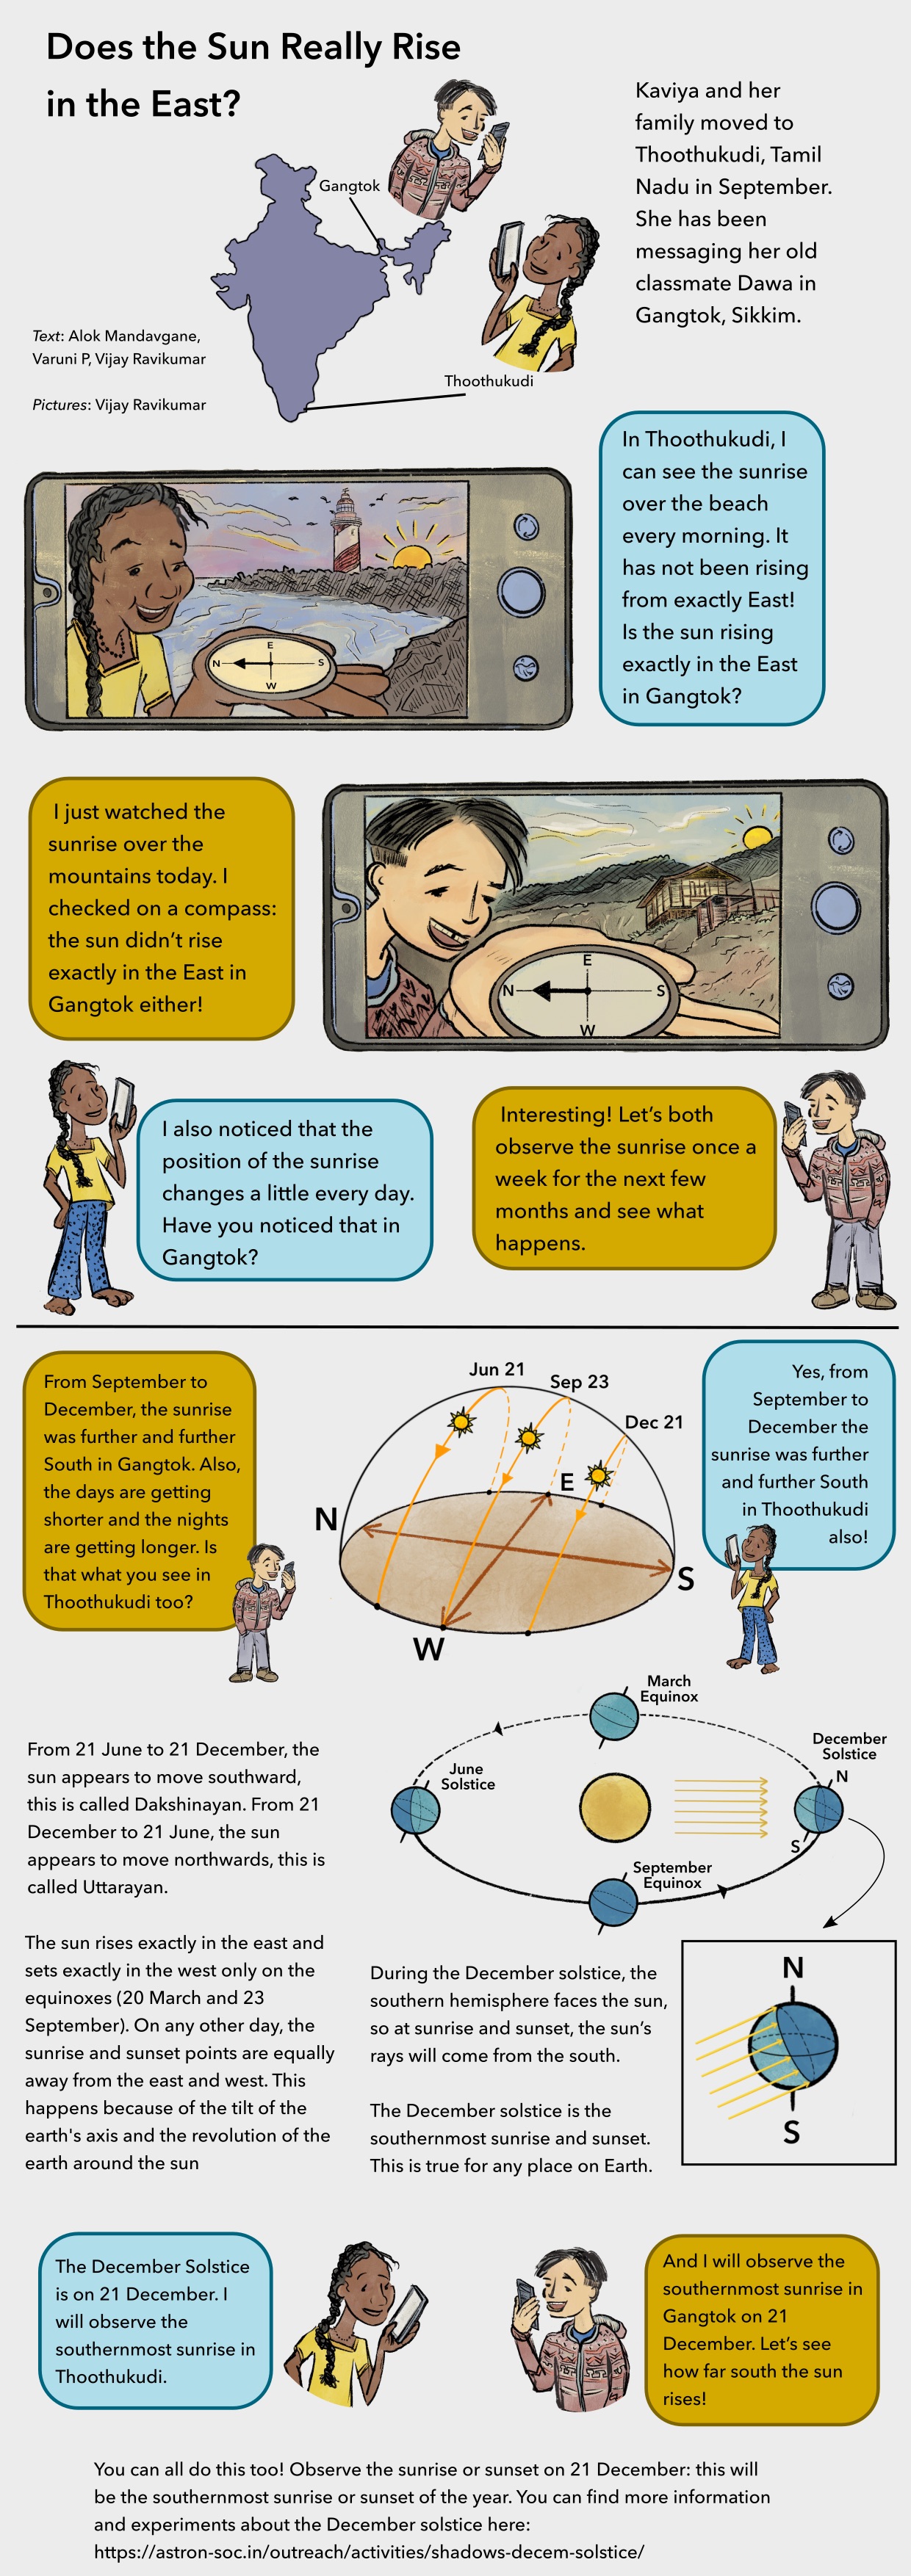 Does the Sun Really Rise
in the East?
Kaviya and her
family moved to
Thoothukudi, Tamil
Nadu in September.
She has been
messaging her old
classmate Dawa in
Gangtok, Sikkim.
Gangtok
Text: Alok Mandavgane,
Varuni P, Vijay Ravikumar
Pictures: Vijay Ravikumar
Thoothukudi
In Thoothukudi, I
can see the sunrise
over the beach
every morning. It
has not been rising
from exactly East!
Is the sun rising
exactly in the East
in Gangtok?
E
N
S
W
I just watched the
sunrise over the
mountains today. I
checked on a compass:
the sun didn’t rise
exactly in the East in
Gangtok either!
E
N
S
W
I also noticed that the
position of the sunrise
changes a little every day.
Have you noticed that in
Gangtok?
Interesting! Let’s both
observe the sunrise once a
week for the next few
months and see what
happens.
From September to
December, the sunrise
was further and further
South in Gangtok. Also,
the days are getting
shorter and the nights
are getting longer. Is
that what you see in
Thoothukudi too?
Jun 21
Sep 23
Dec 21
E
N
S
W
Yes, from
September to
December the
sunrise was further
and further South
in Thoothukudi
also!
March
Equinox
December
Solstice
June
Solstice
N
S
September
Equinox
From 21 June to 21 December, the
sun appears to move southward,
this is called Dakshinayan. From 21
December to 21 June, the sun
appears to move northwards, this is
called Uttarayan.
The sun rises exactly in the east and
sets exactly in the west only on the
equinoxes (20 March and 23
September). On any other day, the
sunrise and sunset points are equally
away from the east and west. This
happens because of the tilt of the
earth's axis and the revolution of the
earth around the sun
During the December solstice, the
southern hemisphere faces the sun,
so at sunrise and sunset, the sun’s
rays will come from the south.
The December solstice is the
southernmost sunrise and sunset.
This is true for any place on Earth.
N
S
The December Solstice
is on 21 December. I
will observe the
southernmost sunrise in
Thoothukudi.
And I will observe the
southernmost sunrise in
Gangtok on 21
December. Let’s see
how far south the sun
rises!
You can all do this too! Observe the sunrise or sunset on 21 December: this will
be the southernmost sunrise or sunset of the year. You can find more information
and experiments about the December solstice here:
https://astron-soc.in/outreach/activities/shadows-decem-solstice/